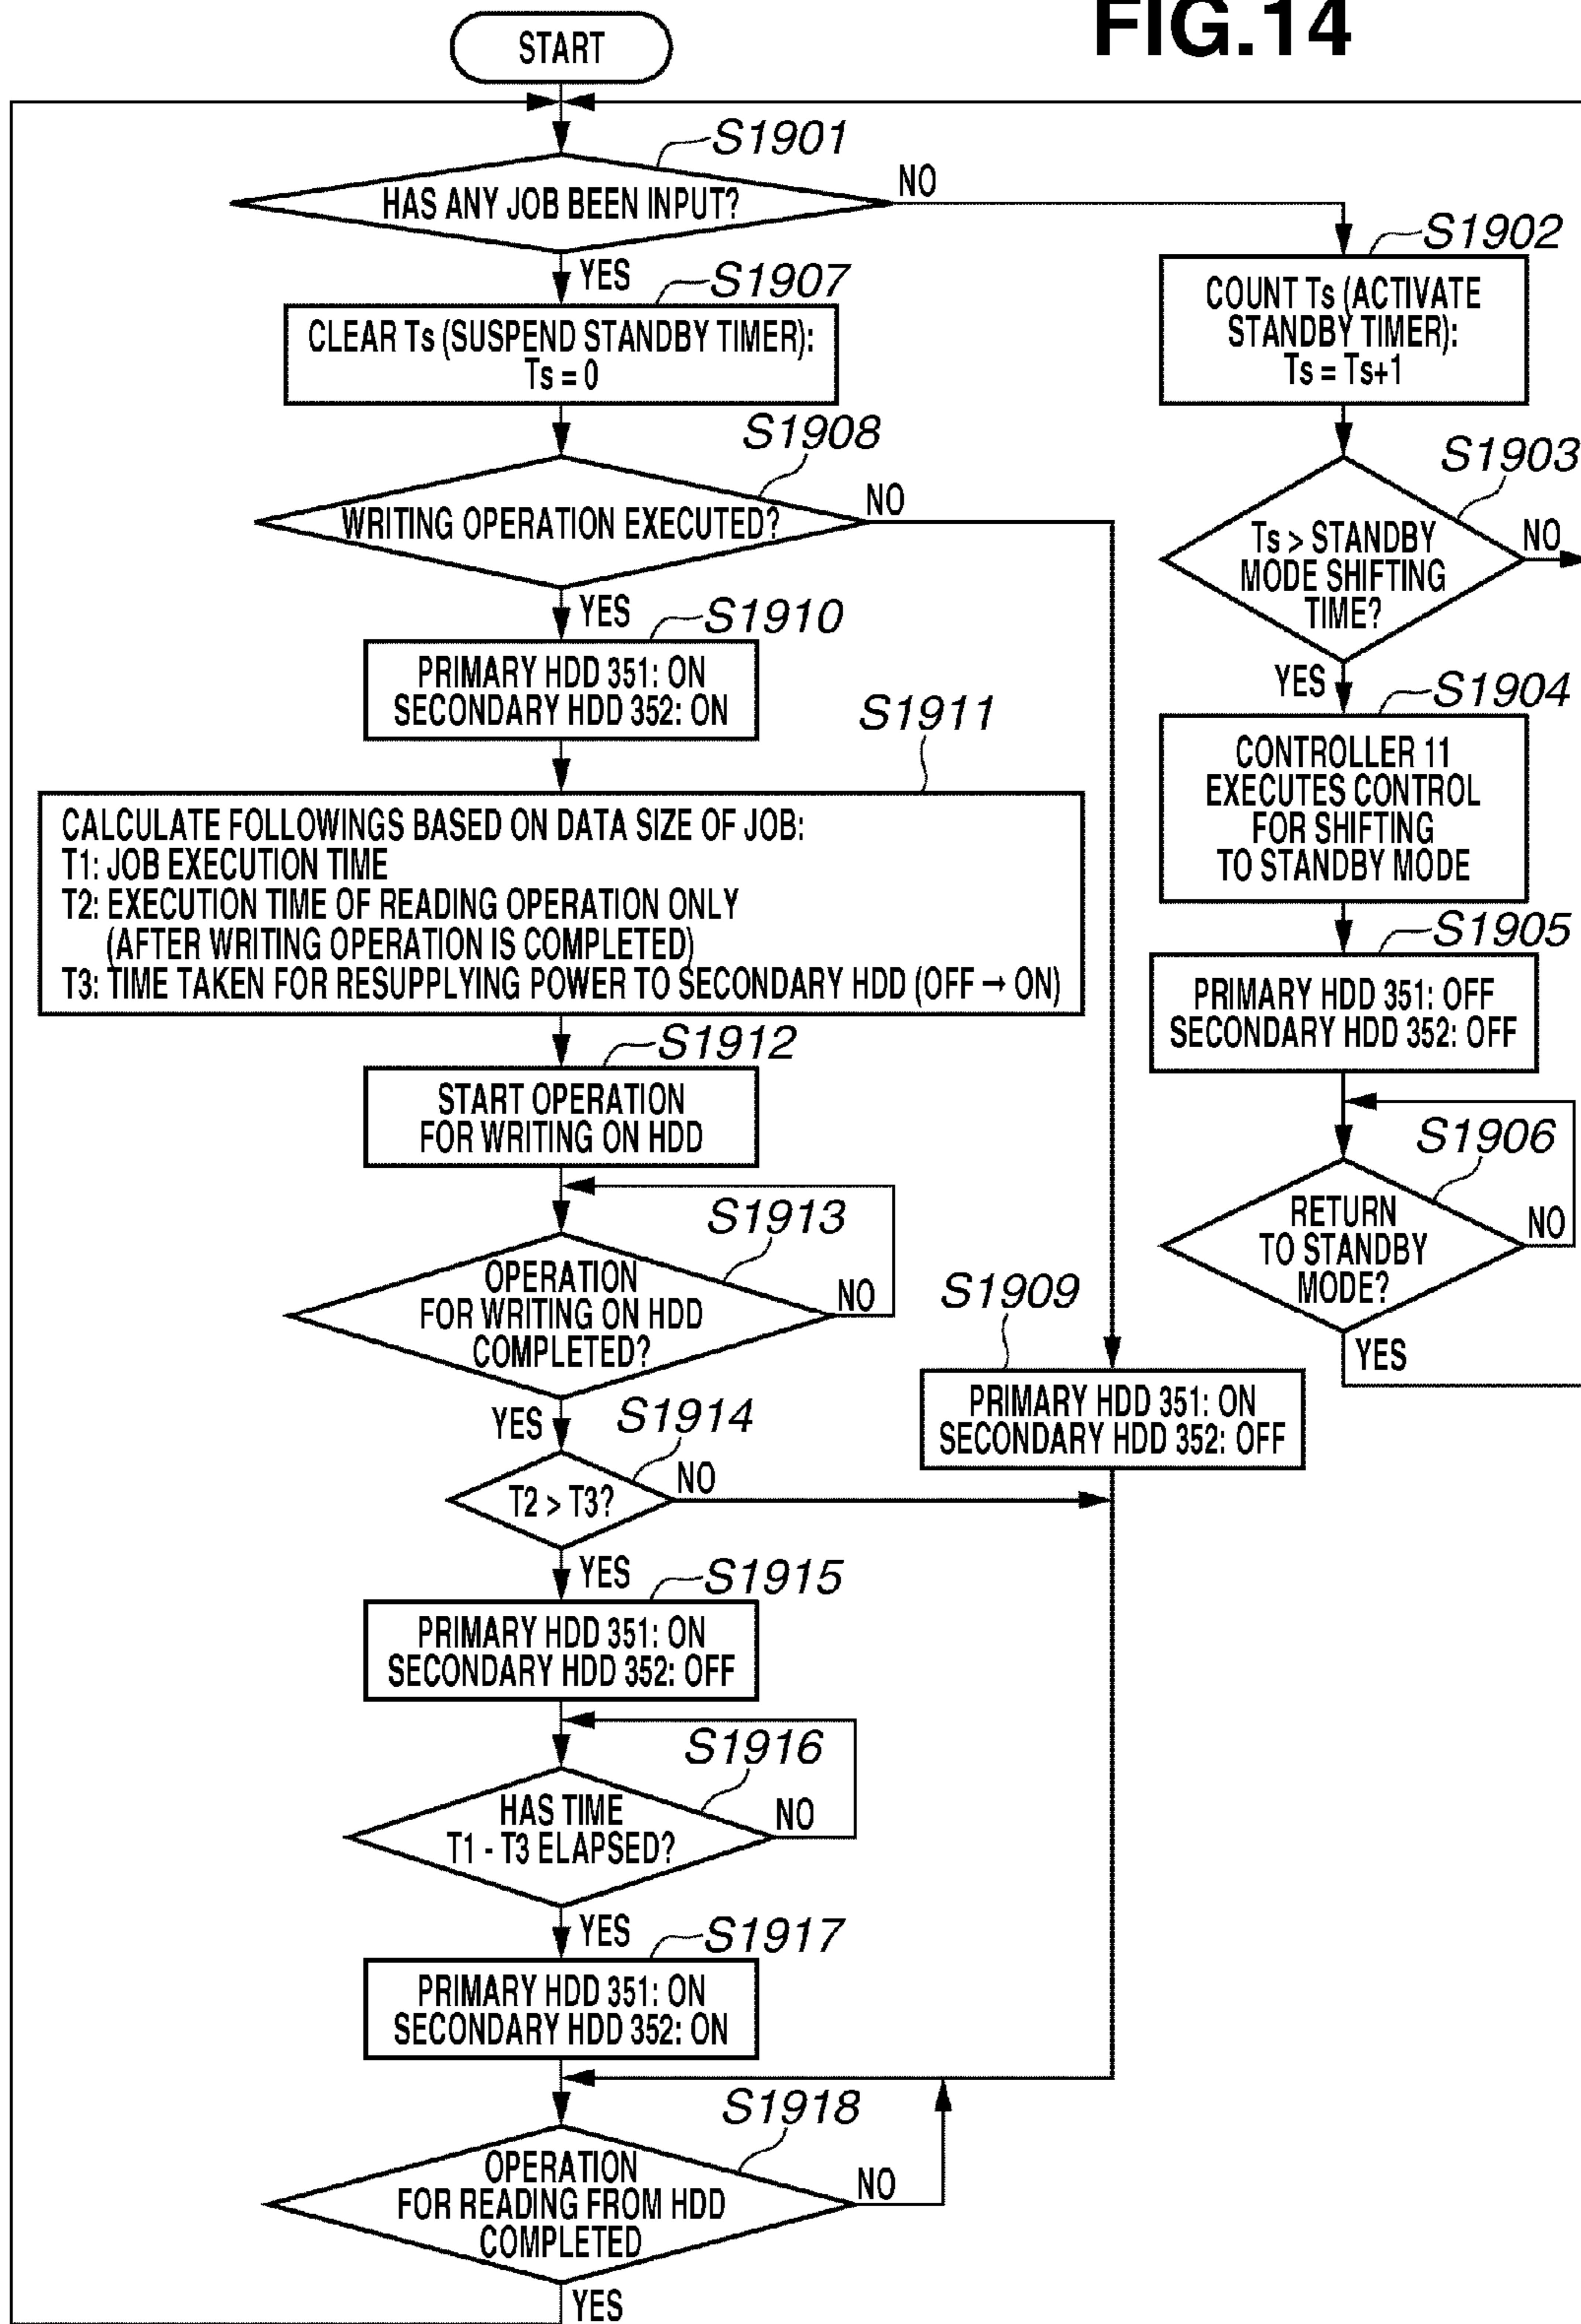 FIG.14
START
S1901
HAS ANY JOB BEEN INPUT?
NO
YES
S1902
COUNT Ts (ACTIVATE
STANDBY TIMER):
Ts = Ts+1
S1903
Ts > STANDBY
MODE SHIFTING
TIME?
NO
YES
S1904
CONTROLLER 11
EXECUTES CONTROL
FOR SHIFTING
TO STANDBY MODE
S1905
PRIMARY HDD 351: OFF
SECONDARY HDD 352: OFF
S1906
RETURN
TO STANDBY
MODE?
NO
YES
S1907
CLEAR Ts (SUSPEND STANDBY TIMER):
Ts = 0
S1908
WRITING OPERATION EXECUTED?
NO
YES
S1909
PRIMARY HDD 351: ON
SECONDARY HDD 352: OFF
S1910
PRIMARY HDD 351: ON
SECONDARY HDD 352: ON
S1911
CALCULATE FOLLOWINGS BASED ON DATA SIZE OF JOB:
T1: JOB EXECUTION TIME
T2: EXECUTION TIME OF READING OPERATION ONLY
(AFTER WRITING OPERATION IS COMPLETED)
T3: TIME TAKEN FOR RESUPPLYING POWER TO SECONDARY HDD (OFF → ON)
S1912
START OPERATION
FOR WRITING ON HDD
S1913
OPERATION
FOR WRITING ON HDD
COMPLETED?
NO
YES
S1914
T2 > T3?
NO
YES
S1915
PRIMARY HDD 351: ON
SECONDARY HDD 352: OFF
S1916
HAS TIME
T1 - T3 ELAPSED?
NO
YES
S1917
PRIMARY HDD 351: ON
SECONDARY HDD 352: ON
S1918
OPERATION
FOR READING FROM HDD
COMPLETED
NO
YES